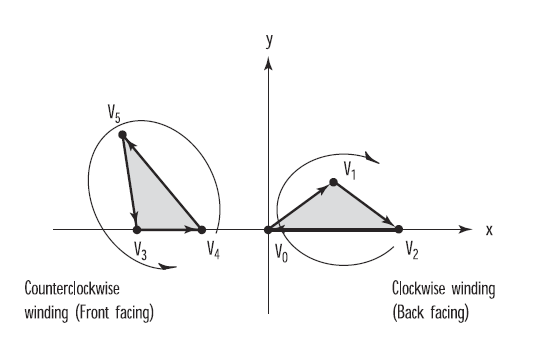 y
V5
V1
x
V3
V4
V0
V2
Counterclockwise
winding (Front facing)
Clockwise winding
(Back facing)